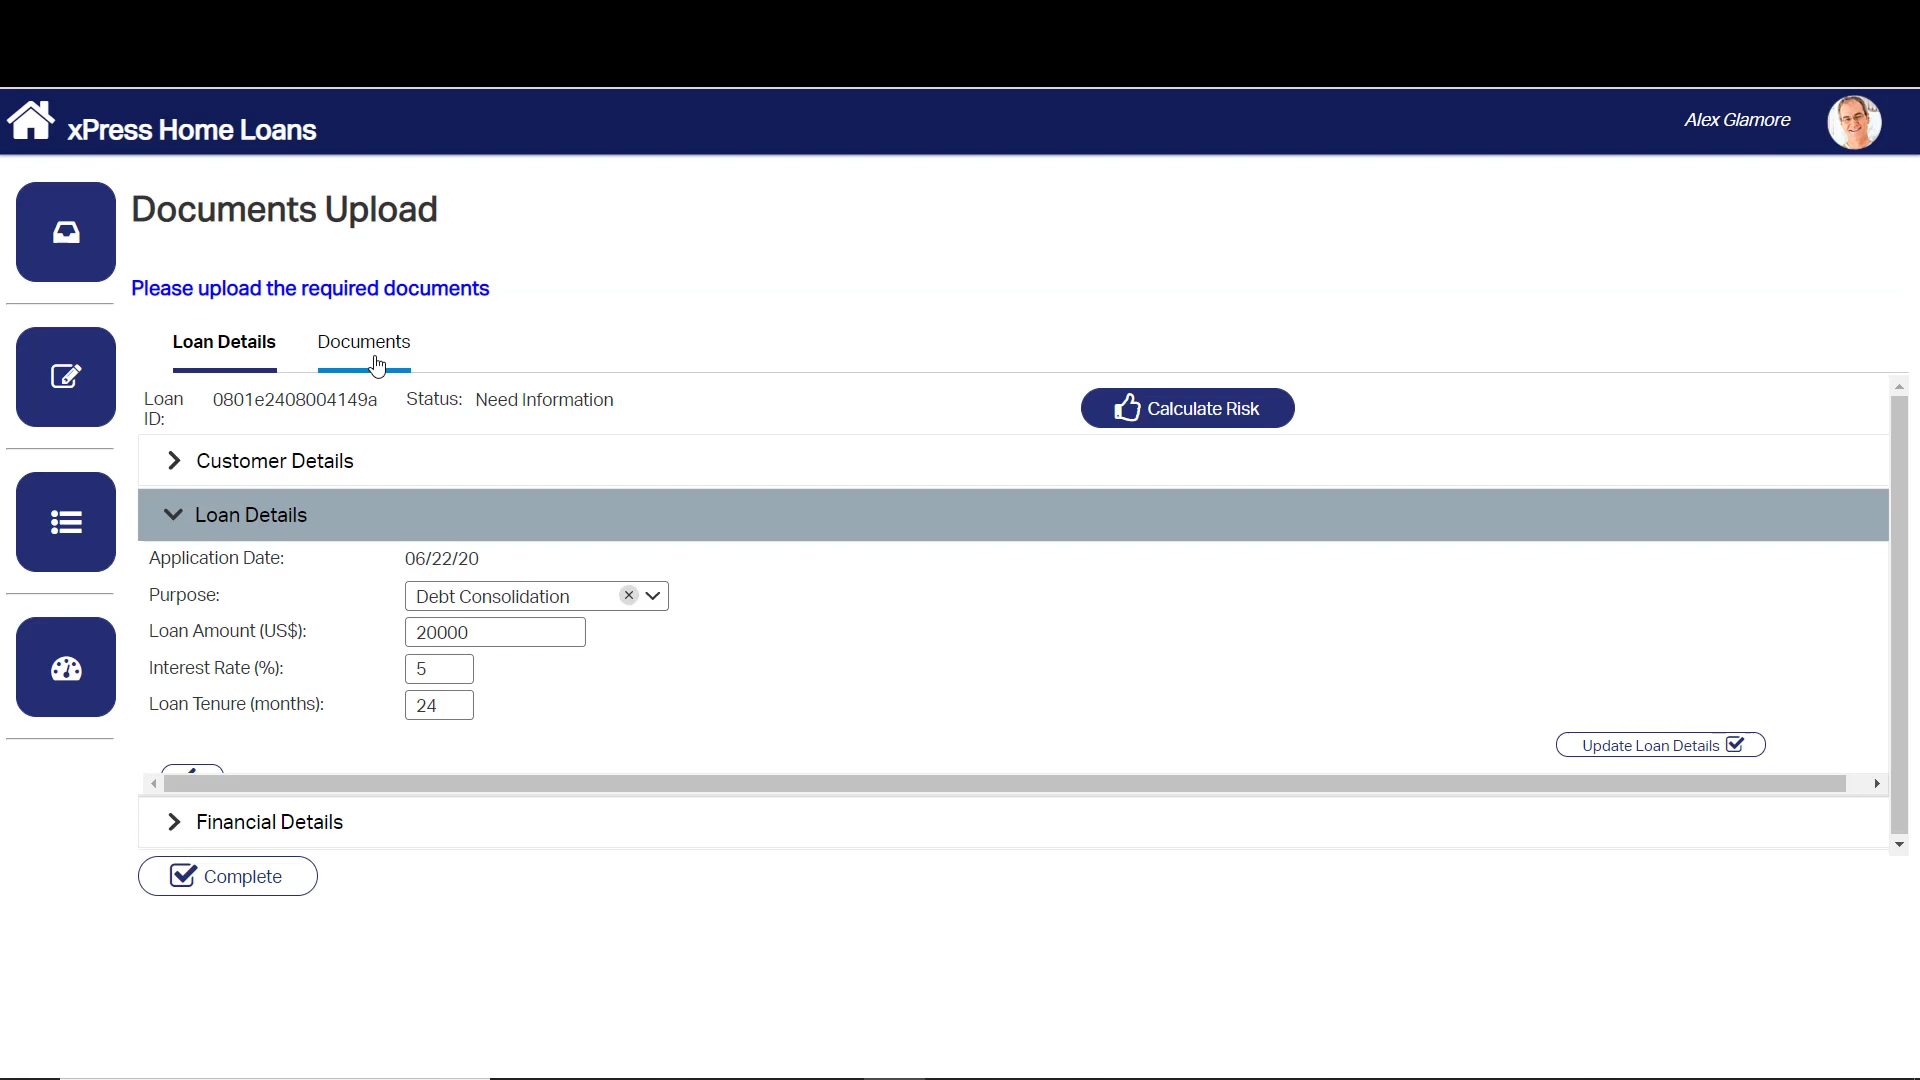 xPress Home Loans
Alex Glamore
Documents Upload
Please upload the required documents
Loan Details Documents
Loan ID: 0801e2408004149a Status: Need Information
Calculate Risk
Customer Details
Loan Details
Application Date: 06/22/20
Purpose: Debt Consolidation
Loan Amount (US$): 20000
Interest Rate (%): 5
Loan Tenure (months): 24
Update Loan Details
Financial Details
Complete